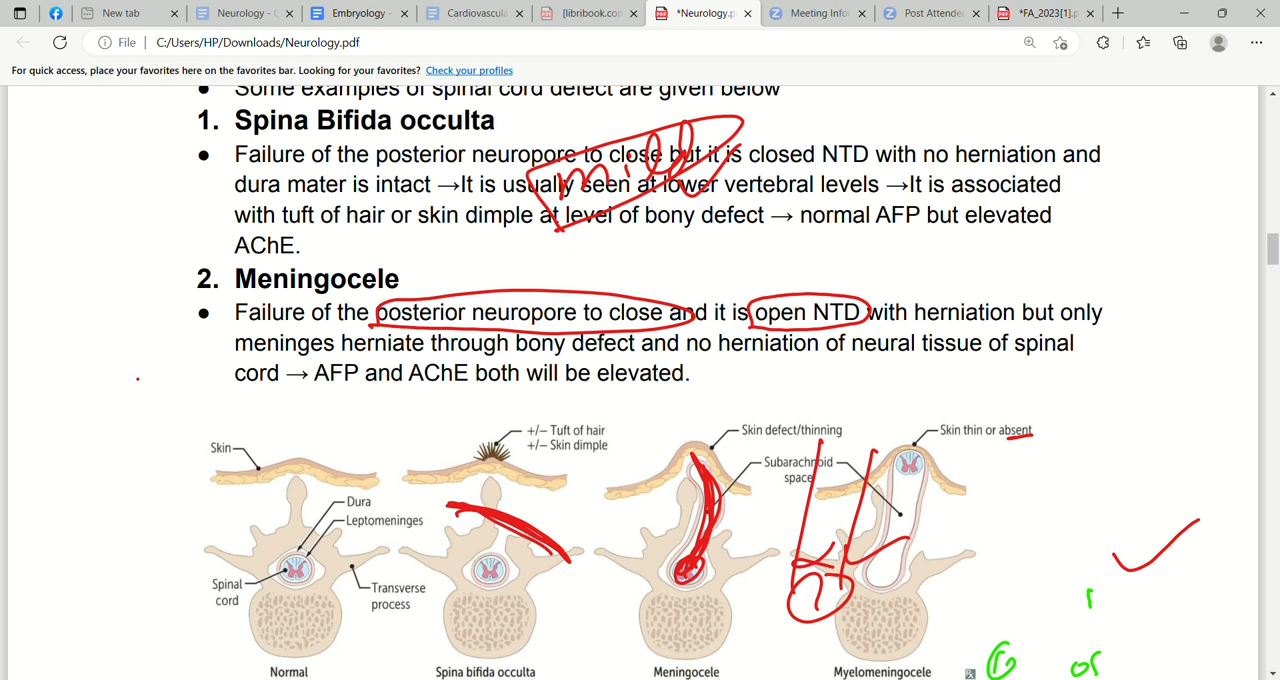 New tab
Neurology - G
Embryology -
Cardiovascula
[libribook.con
*Neurology.p
Meeting Infor
Post Attende
*FA_2023[1].p
File
C:/Users/HP/Downloads/Neurology.pdf
For quick access, place your favorites here on the favorites bar. Looking for your favorites? Check your profiles
● Some examples of spinal cord defect are given below
1. Spina Bifida occulta
● Failure of the posterior neuropore to close but it is closed NTD with no herniation and
dura mater is intact →It is usually seen at lower vertebral levels →It is associated
with tuft of hair or skin dimple at level of bony defect → normal AFP but elevated
AChE.
mild
2. Meningocele
● Failure of the posterior neuropore to close and it is open NTD with herniation but only
meninges herniate through bony defect and no herniation of neural tissue of spinal
cord → AFP and AChE both will be elevated.
Skin
+/− Tuft of hair
+/− Skin dimple
Skin defect/thinning
Skin thin or absent
Subarachnoid
space
Dura
Leptomeninges
Spinal
cord
Transverse
process
or
Normal
Spina bifida occulta
Meningocele
Myelomeningocele